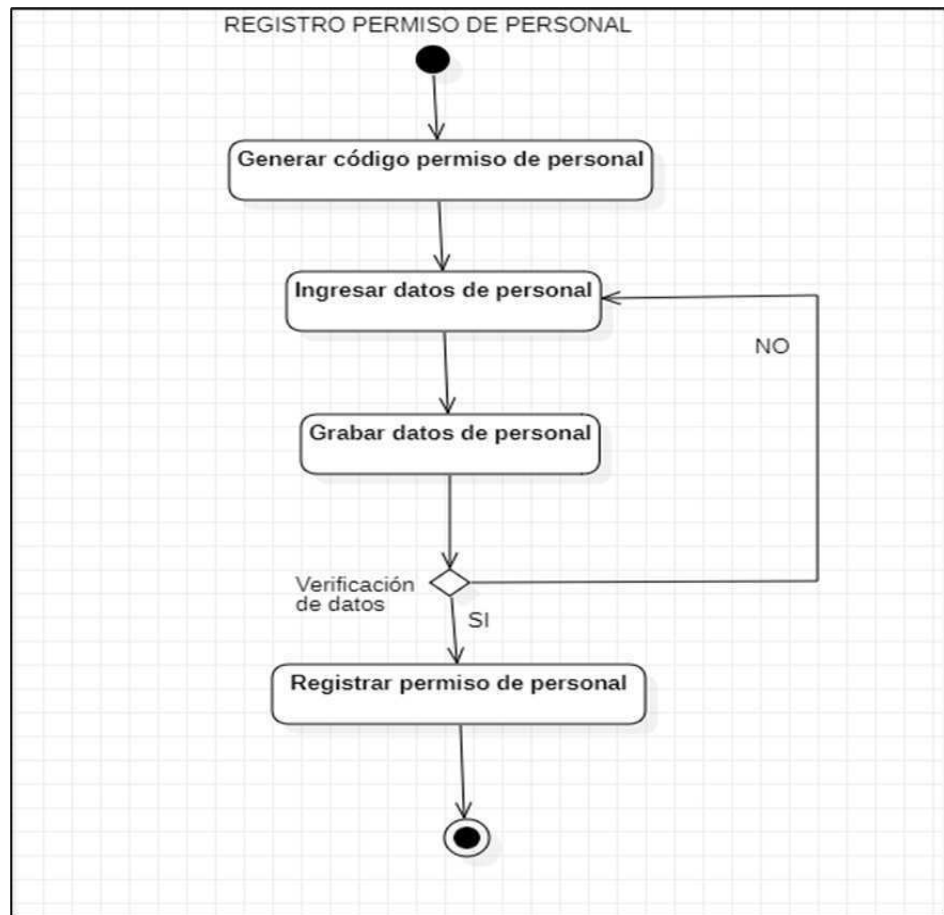 REGISTRO PERMISO DE PERSONAL
Generar código permiso de personal
Ingresar datos de personal
NO
Grabar datos de personal
Verificación
de datos
SI
Registrar permiso de personal